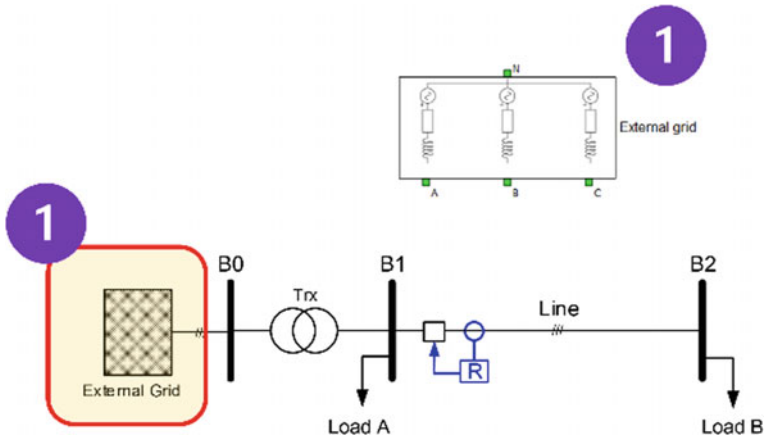 1
N
External grid
A B C
1
B0 B1 B2
Trx
Line
R
External Grid
Load A Load B